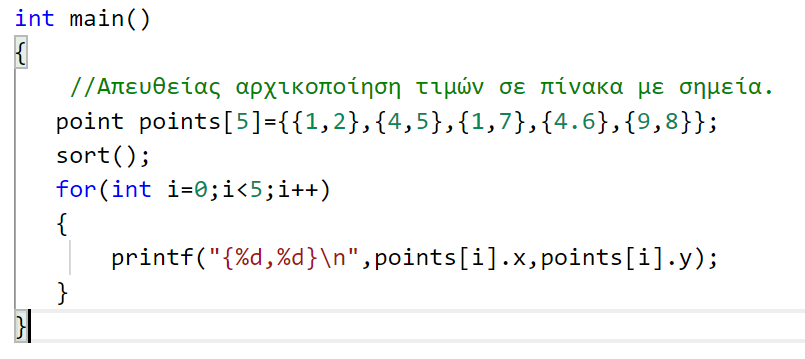 int main()
{
//Απευθείας αρχικοποίηση τιμών σε πίνακα με σημεία.
point points[5]={{1,2},{4,5},{1,7},{4.6},{9,8}};
sort();
for(int i=0;i<5;i++)
{
printf("{%d,%d}\n",points[i].x,points[i].y);
}
}